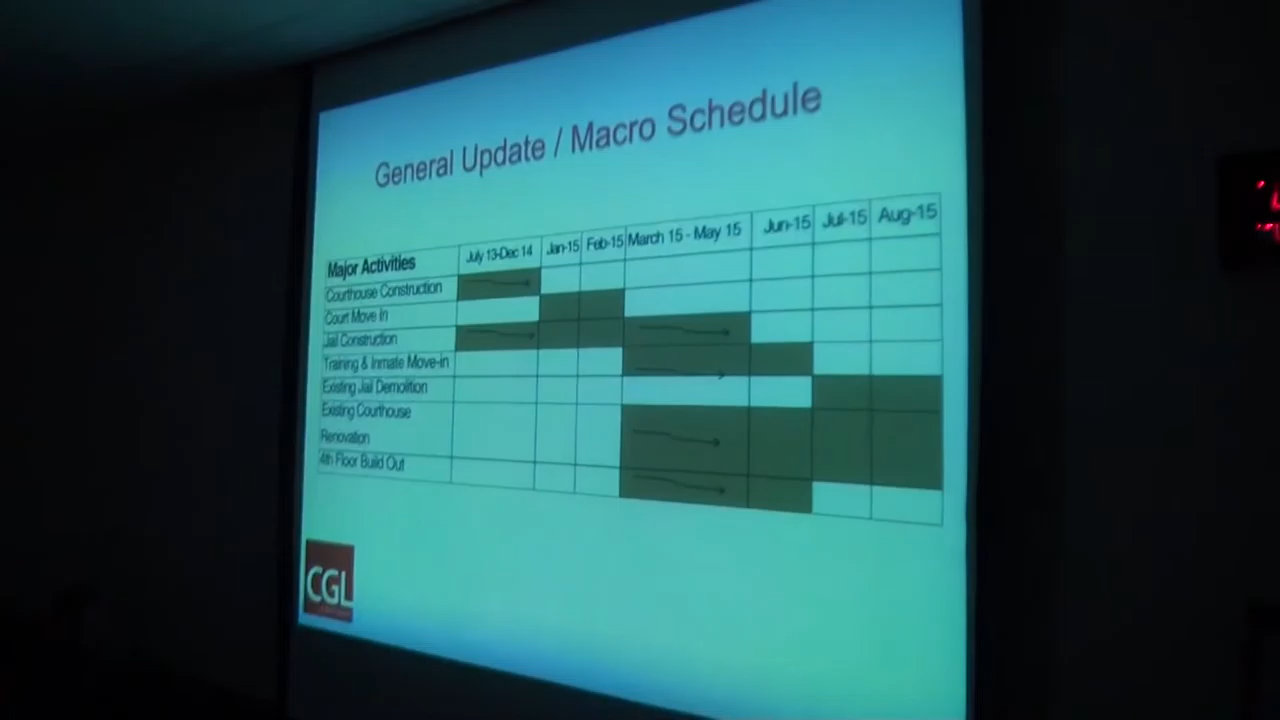 General Update / Macro Schedule
Major Activities July 13-Dec 14 Jan-15 Feb-15 March 15 - May 15 Jun-15 Jul-15 Aug-15
Courthouse Construction
Court Move In
Jail Construction
Training & Inmate Move-in
Existing Jail Demolition
Existing Courthouse
Renovation
4th Floor Build Out
CGL